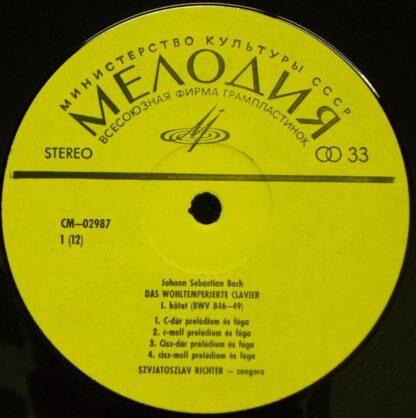 МИНИСТЕРСТВО КУЛЬТУРЫ СССР
МЕЛОДИЯ
ВСЕСОЮЗНАЯ ФИРМА ГРАМПЛАСТИНОК
STEREO
33
СМ—02987
1 (12)
Johann Sebastian Bach
DAS WOHLTEMPERIERTE CLAVIER
I. kötet (BWV 846—49)
1. C-dúr prelúdium és fúga
2. c-moll prelúdium és fúga
3. Cisz-dúr prelúdium és fúga
4. cisz-moll prelúdium és fúga
SZVJATOSZLAV RICHTER — zongora